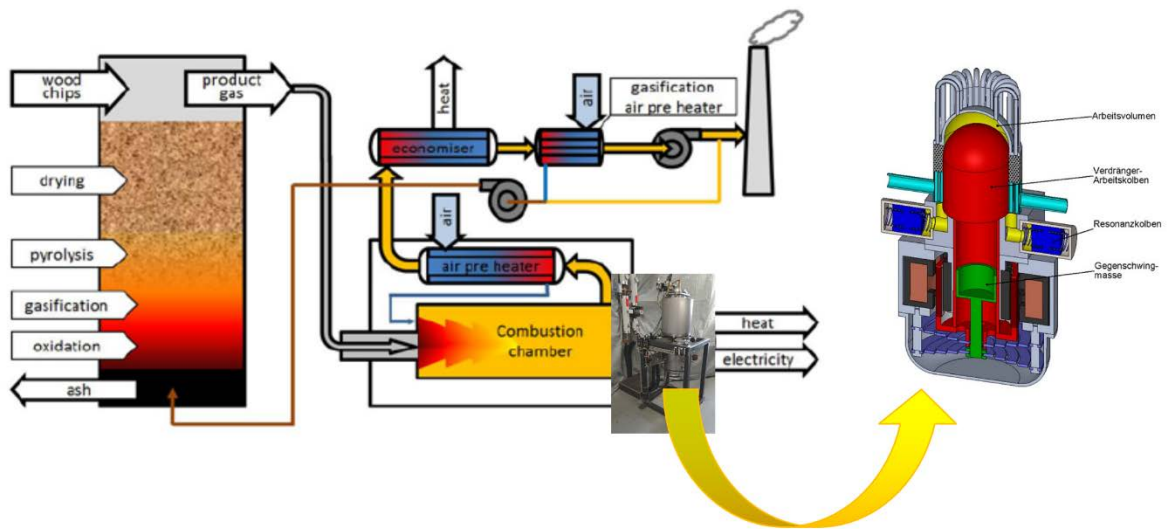 wood
chips
product
gas
drying
pyrolysis
gasification
oxidation
ash
heat
air
gasification
air pre heater
economiser
air
air pre heater
Combustion
chamber
heat
electricity
Arbeitsvolumen
Verdränger-
Arbeitskolben
Resonanzkolben
Gegenschwing-
masse